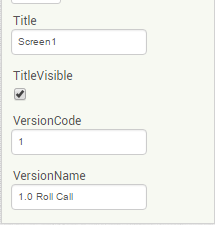 Title
Screen1
TitleVisible
VersionCode
1
VersionName
1.0 Roll Call